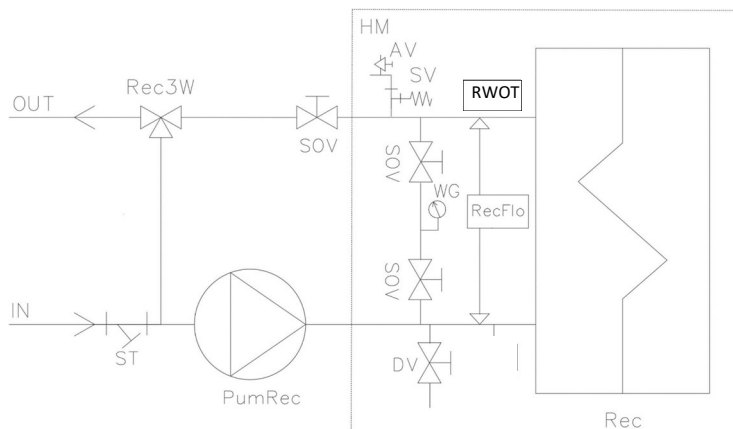 HM
AV
Rec3W
SV
RWOT
OUT
SOV
SOV
WG
RecFlo
SOV
IN
ST
DV
PumRec
Rec